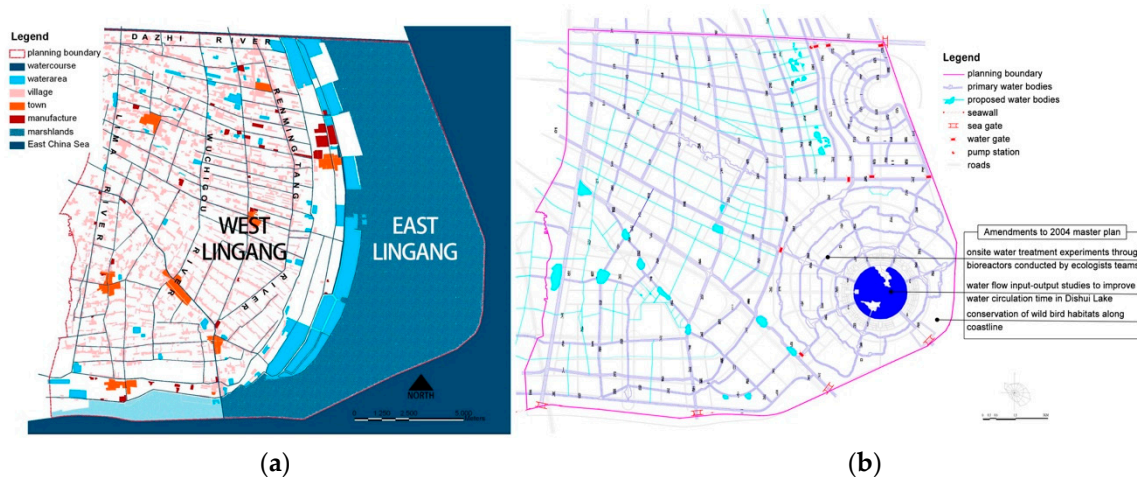 DAZHI RIVER
Legend
planning boundary
watercourse
waterarea
village
town
manufacture
marshlands
East China Sea
LIMA RIVER
WUCHIGOU RIVER
RENMING TANG RIVER
WEST
LINGANG
EAST
LINGANG
NORTH
(a)
Legend
planning boundary
primary water bodies
proposed water bodies
seawall
sea gate
water gate
pump station
roads
Amendments to 2004 master plan
onsite water treatment experiments throug
bioreactors conducted by ecologists teams
water flow input-output studies to improve
water circulation time in Dishui Lake
conservation of wild bird habitats along
coastline
(b)